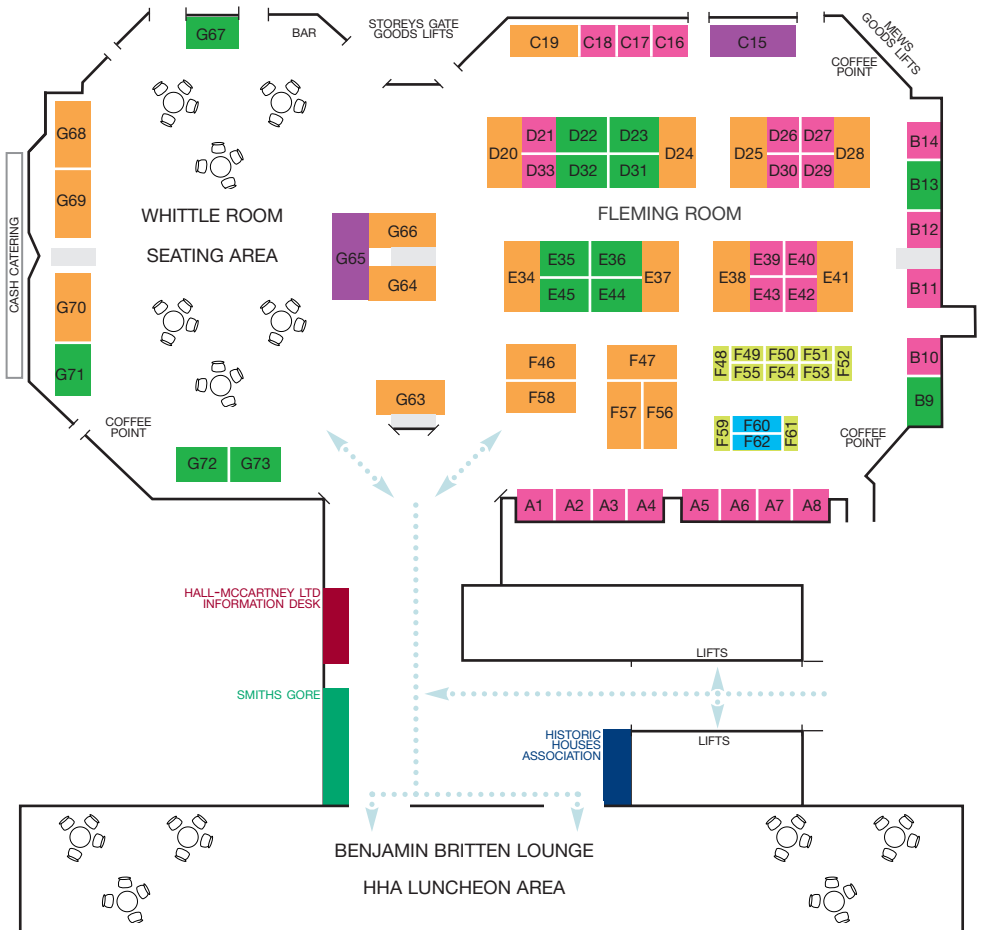 G67
BAR
STOREYS GATE
GOODS LIFTS
C19
C18
C17
C16
C15
MEWS
GOODS LIFTS
COFFEE
POINT
G68
G69
D20
D21
D22
D23
D24
D33
D32
D31
D25
D26
D27
D28
D30
D29
B14
B13
B12
B11
B10
B9
CASH CATERING
WHITTLE ROOM
SEATING AREA
G65
G66
G64
FLEMING ROOM
E34
E35
E36
E37
E45
E44
E38
E39
E40
E41
E43
E42
G70
G71
F46
F58
F47
F57
F56
F48
F49
F50
F51
F52
F55
F54
F53
F59
F60
F61
F62
G63
COFFEE
POINT
COFFEE
POINT
G72
G73
A1
A2
A3
A4
A5
A6
A7
A8
HALL-MCCARTNEY LTD
INFORMATION DESK
LIFTS
SMITHS GORE
HISTORIC
HOUSES
ASSOCIATION
LIFTS
BENJAMIN BRITTEN LOUNGE
HHA LUNCHEON AREA